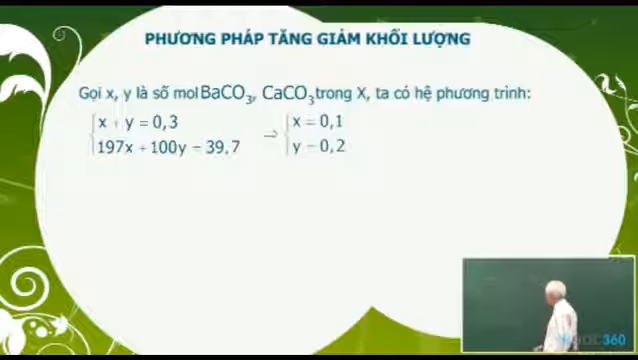 PHƯƠNG PHÁP TĂNG GIẢM KHỐI LƯỢNG
Gọi x, y là số mol BaCO₃, CaCO₃ trong X, ta có hệ phương trình:
x + y = 0,3 ⇒ x = 0,1
197x + 100y = 39,7 y = 0,2
HOC360